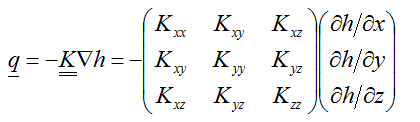 q = −K∇h = −
( Kxx Kxy Kxz ) ( ∂h/∂x )
( Kxy Kyy Kyz ) ( ∂h/∂y )
( Kxz Kyz Kzz ) ( ∂h/∂z )